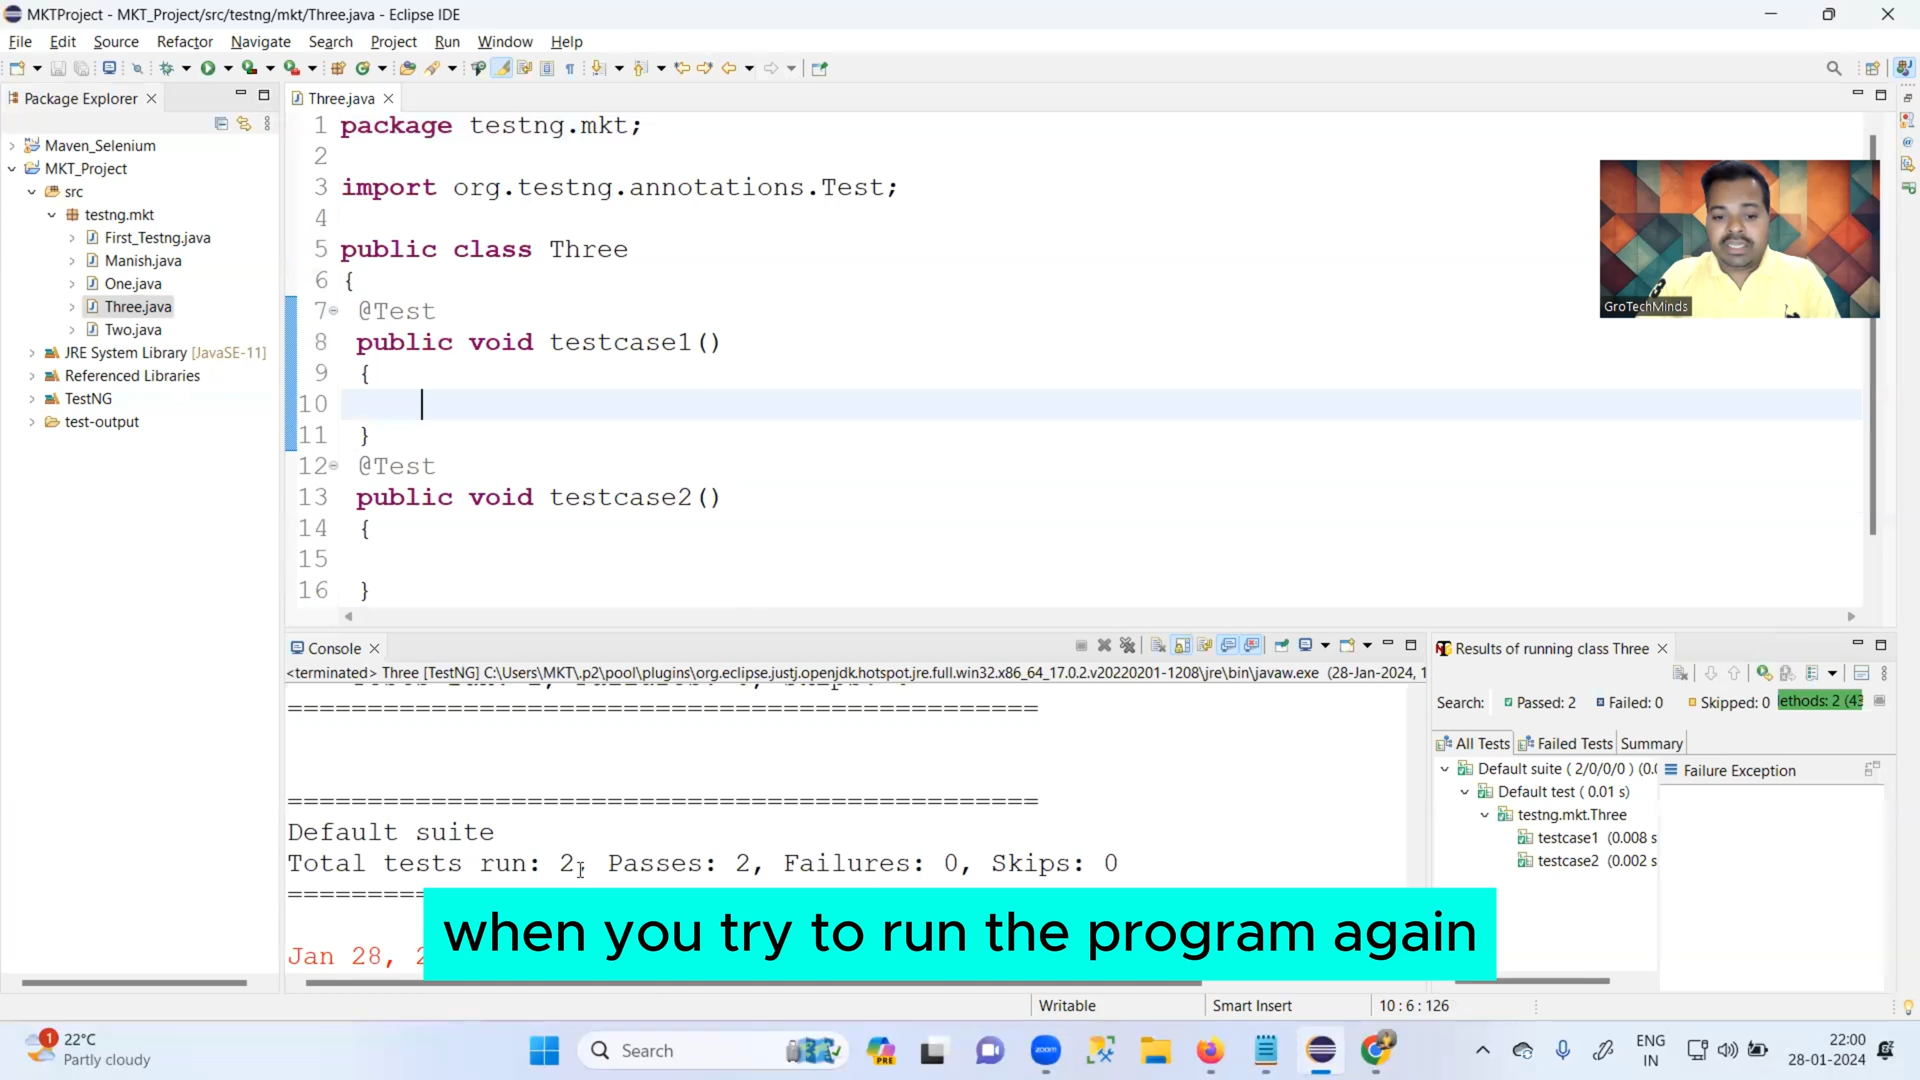 MKTProject - MKT_Project/src/testng/mkt/Three.java - Eclipse IDE
File Edit Source Refactor Navigate Search Project Run Window Help
Package Explorer
Maven_Selenium
MKT_Project
src
testng.mkt
First_Testng.java
Manish.java
One.java
Three.java
Two.java
JRE System Library [JavaSE-11]
Referenced Libraries
TestNG
test-output
Three.java
1 package testng.mkt;
2
3 import org.testng.annotations.Test;
4
5 public class Three
6 {
7 @Test
8 public void testcase1()
9 {
10
11 }
12 @Test
13 public void testcase2()
14 {
15
16 }
GroTechMinds
Console
<terminated> Three [TestNG] C:\Users\MKT\.p2\pool\plugins\org.eclipse.justj.openjdk.hotspot.jre.full.win32.x86_64_17.0.2.v20220201-1208\jre\bin\javaw.exe (28-Jan-2024, 1
===============================================
===============================================
Default suite
Total tests run: 2, Passes: 2, Failures: 0, Skips: 0
Jan 28, 2
when you try to run the program again
Results of running class Three
Search: Passed: 2 Failed: 0 Skipped: 0 ethods: 2 (43
All Tests Failed Tests Summary
Default suite ( 2/0/0/0 ) (0.0
Failure Exception
Default test ( 0.01 s)
testng.mkt.Three
testcase1 (0.008 s
testcase2 (0.002 s
Writable Smart Insert 10 : 6 : 126
1
22°C
Partly cloudy
Search
PRE
zoom
ENG
IN
22:00
28-01-2024